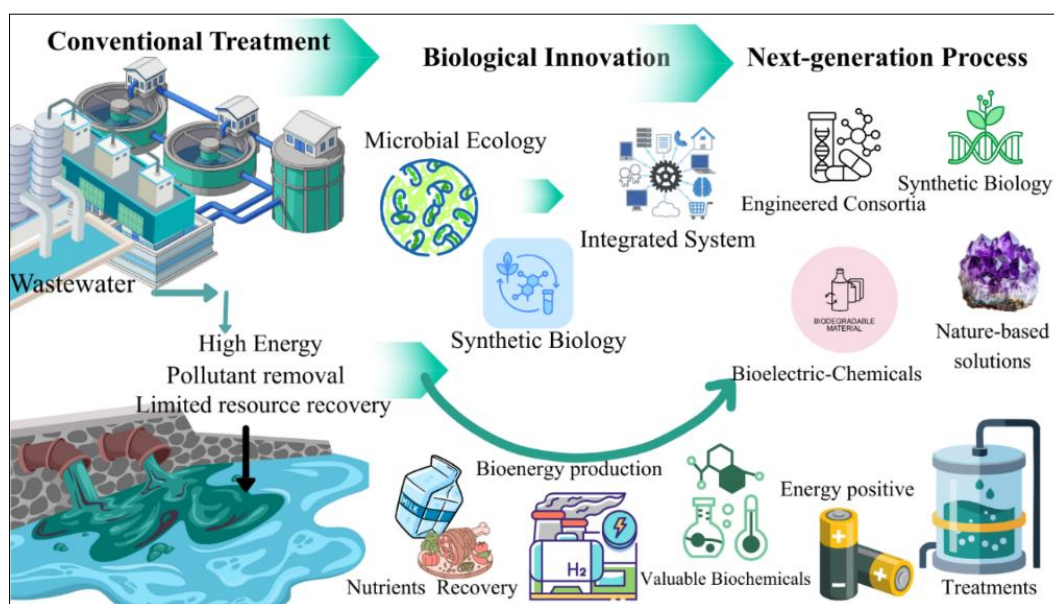 Conventional Treatment
Biological Innovation
Next-generation Process
Microbial Ecology
Integrated System
Synthetic Biology
Engineered Consortia
Synthetic Biology
Wastewater
High Energy
Pollutant removal
Limited resource recovery
BIODEGRADABLE
MATERIAL
Bioelectric-Chemicals
Nature-based
solutions
Bioenergy production
MILK
H2
Nutrients Recovery
Valuable Biochemicals
Energy positive
Treatments